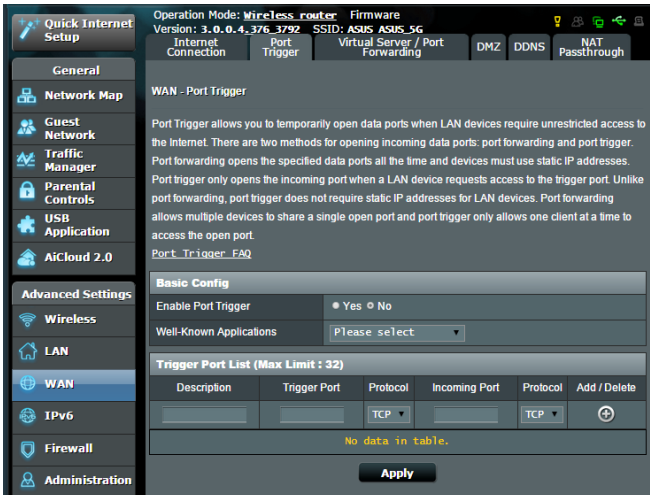 Quick Internet
Setup
General
Network Map
Guest
Network
Traffic
Manager
Parental
Controls
USB
Application
AiCloud 2.0
Advanced Settings
Wireless
LAN
WAN
IPv6
Firewall
Administration
Operation Mode: Wireless router Firmware
Version: 3.0.0.4_376_3792 SSID: ASUS ASUS_5G
Internet
Connection
Port
Trigger
Virtual Server / Port
Forwarding
DMZ
DDNS
NAT
Passthrough
WAN - Port Trigger
Port Trigger allows you to temporarily open data ports when LAN devices require unrestricted access to
the Internet. There are two methods for opening incoming data ports: port forwarding and port trigger.
Port forwarding opens the specified data ports all the time and devices must use static IP addresses.
Port trigger only opens the incoming port when a LAN device requests access to the trigger port. Unlike
port forwarding, port trigger does not require static IP addresses for LAN devices. Port forwarding
allows multiple devices to share a single open port and port trigger only allows one client at a time to
access the open port.
Port Trigger FAQ
Basic Config
Enable Port Trigger Yes No
Well-Known Applications Please select
Trigger Port List (Max Limit : 32)
Description Trigger Port Protocol Incoming Port Protocol Add / Delete
TCP TCP
No data in table.
Apply